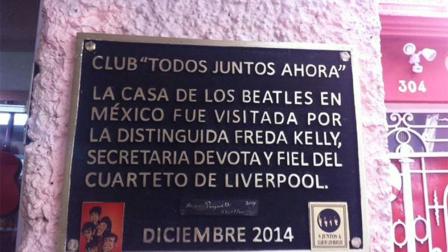 CLUB "TODOS JUNTOS AHORA"
LA CASA DE LOS BEATLES EN
MÉXICO FUE VISITADA POR
LA DISTINGUIDA FREDA KELLY,
SECRETARIA DEVOTA Y FIEL DEL
CUARTETO DE LIVERPOOL.
DICIEMBRE 2014
304